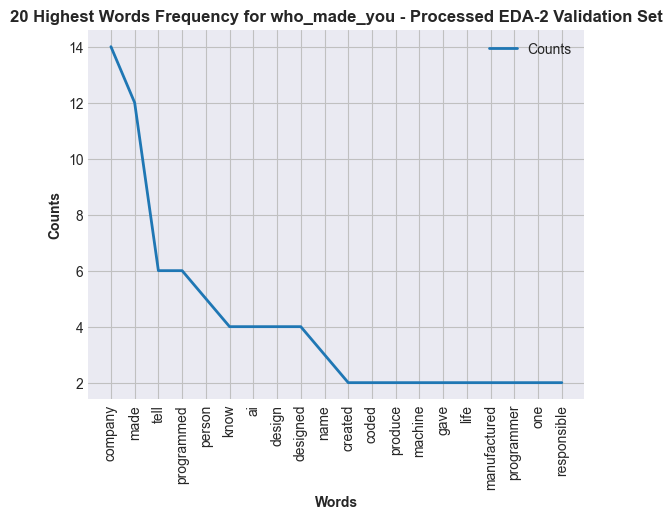 20 Highest Words Frequency for who_made_you - Processed EDA-2 Validation Set
Counts
14
12
10
8
6
4
2
Counts
company
made
tell
programmed
person
know
ai
design
designed
name
created
coded
produce
machine
gave
life
manufactured
programmer
one
responsible
Words